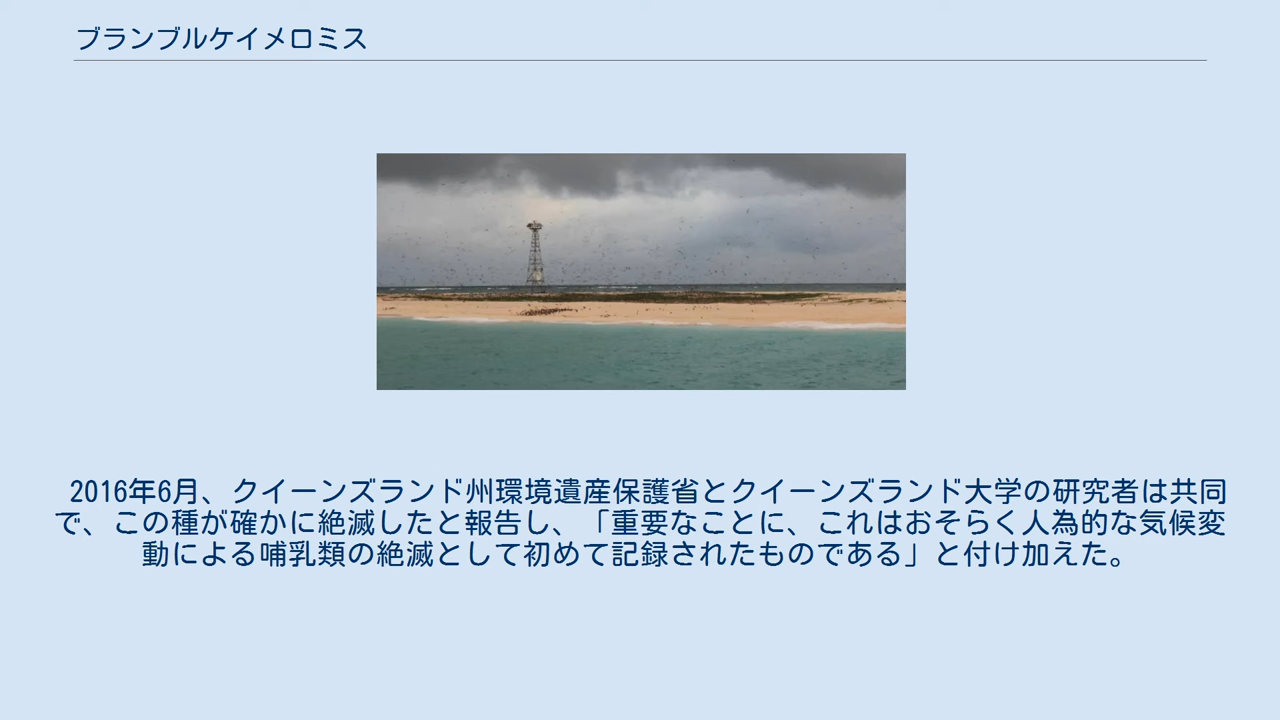 ブランブルケイメロミス
2016年6月、クイーンズランド州環境遺産保護省とクイーンズランド大学の研究者は共同
で、この種が確かに絶滅したと報告し、「重要なことに、これはおそらく人為的な気候変
動による哺乳類の絶滅として初めて記録されたものである」と付け加えた。